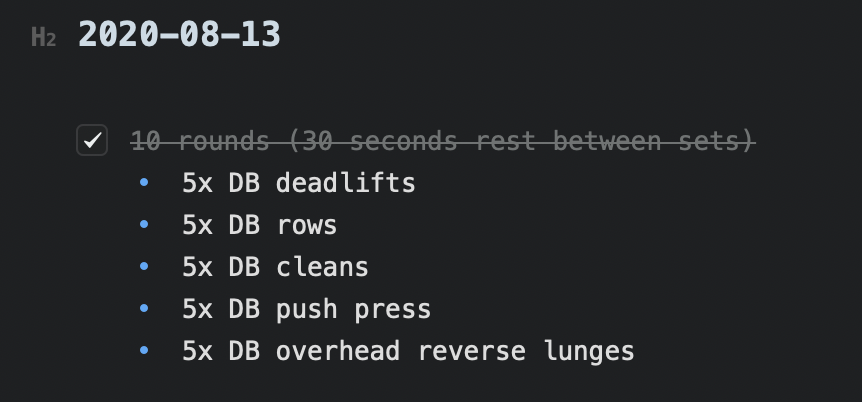 H2 2020-08-13
10 rounds (30 seconds rest between sets)
• 5x DB deadlifts
• 5x DB rows
• 5x DB cleans
• 5x DB push press
• 5x DB overhead reverse lunges